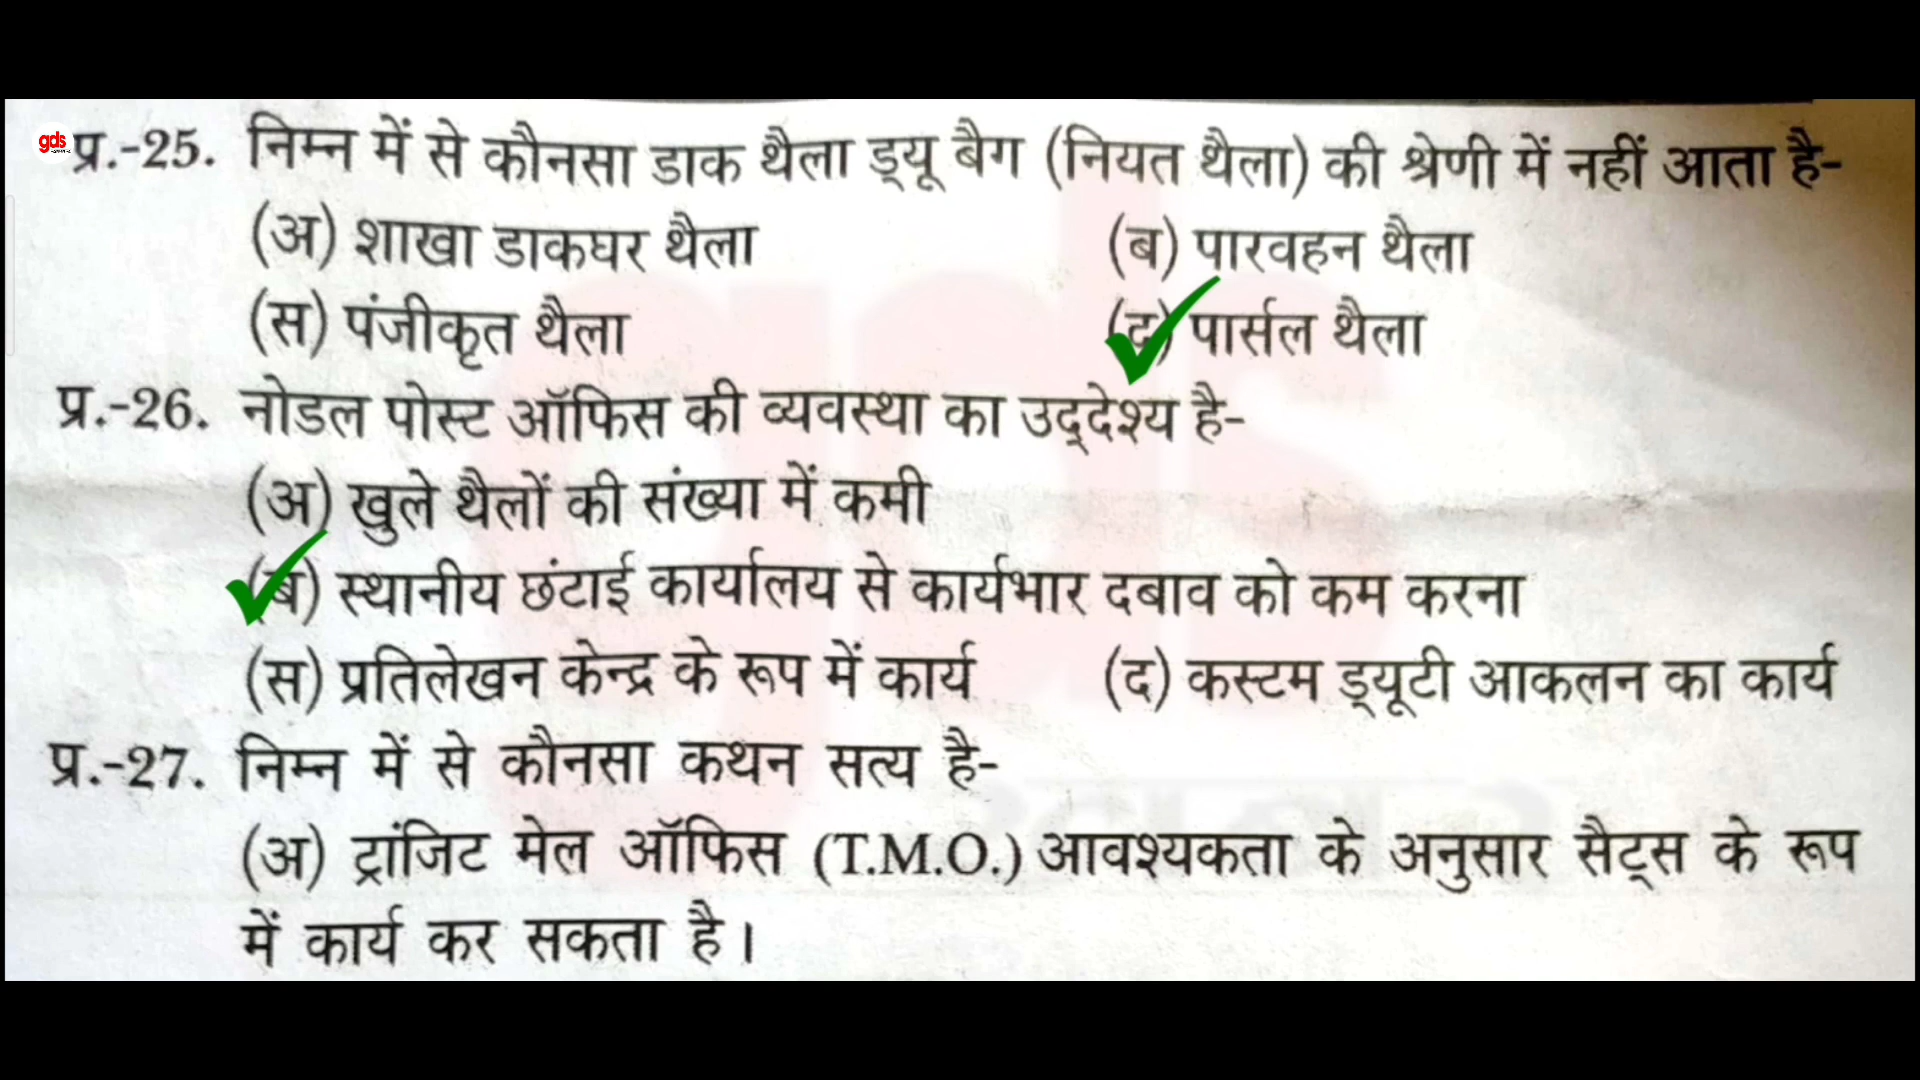 gds
प्र.-25. निम्न में से कौनसा डाक थैला ड्यू बैग (नियत थैला) की श्रेणी में नहीं आता है-
(अ) शाखा डाकघर थैला (ब) पारवहन थैला
(स) पंजीकृत थैला (द) पार्सल थैला
प्र.-26. नोडल पोस्ट ऑफिस की व्यवस्था का उद्देश्य है-
(अ) खुले थैलों की संख्या में कमी
(ब) स्थानीय छंटाई कार्यालय से कार्यभार दबाव को कम करना
(स) प्रतिलेखन केन्द्र के रूप में कार्य (द) कस्टम ड्यूटी आकलन का कार्य
प्र.-27. निम्न में से कौनसा कथन सत्य है-
(अ) ट्रांजिट मेल ऑफिस (T.M.O.) आवश्यकता के अनुसार सैट्स के रूप
में कार्य कर सकता है।